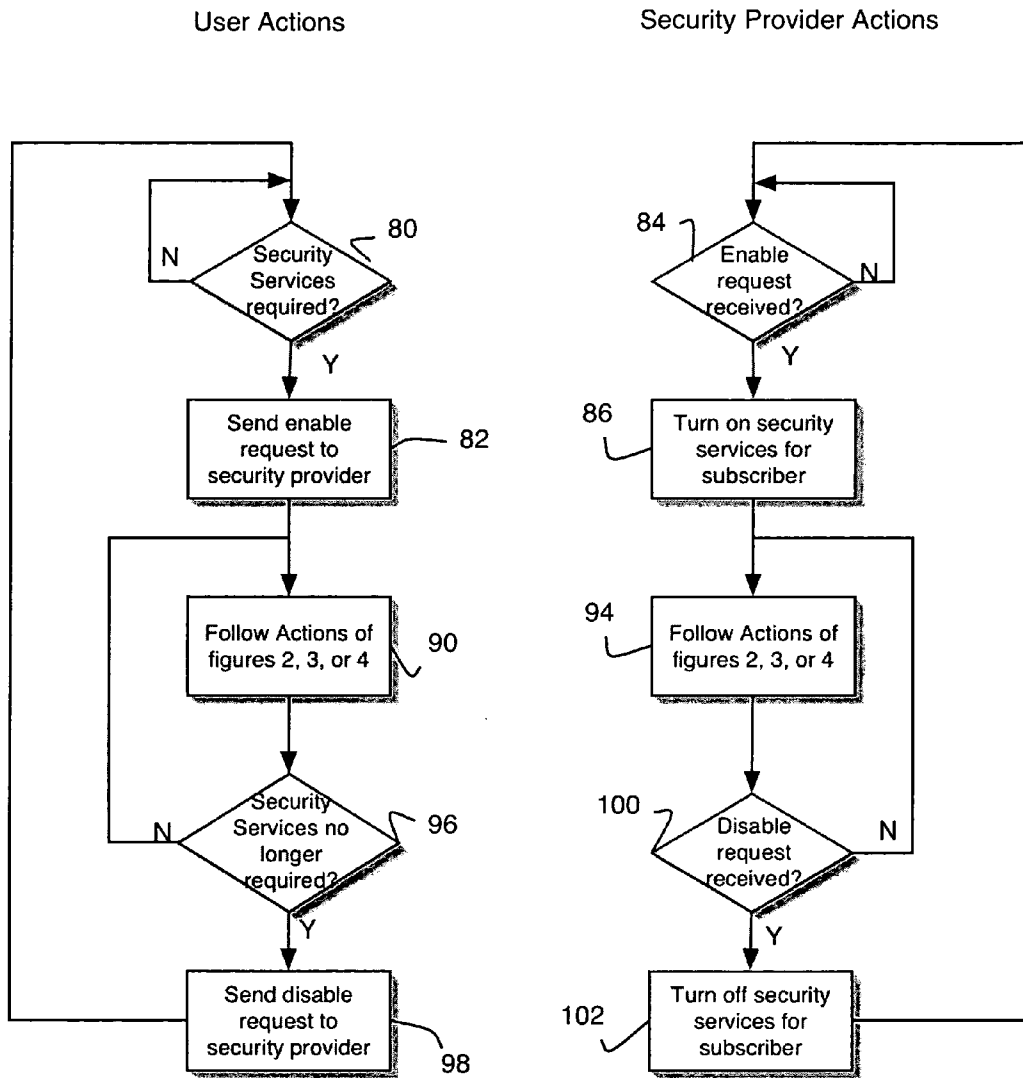 User Actions
Security Provider Actions
80
Security
Services
required?
N
Y
84
Enable
request
received?
N
Y
Send enable
request to
security provider
82
86
Turn on security
services for
subscriber
Follow Actions of
figures 2, 3, or 4
90
94
Follow Actions of
figures 2, 3, or 4
Security
Services no
longer
required?
96
N
Y
100
Disable
request
received?
N
Y
Send disable
request to
security provider
98
102
Turn off security
services for
subscriber